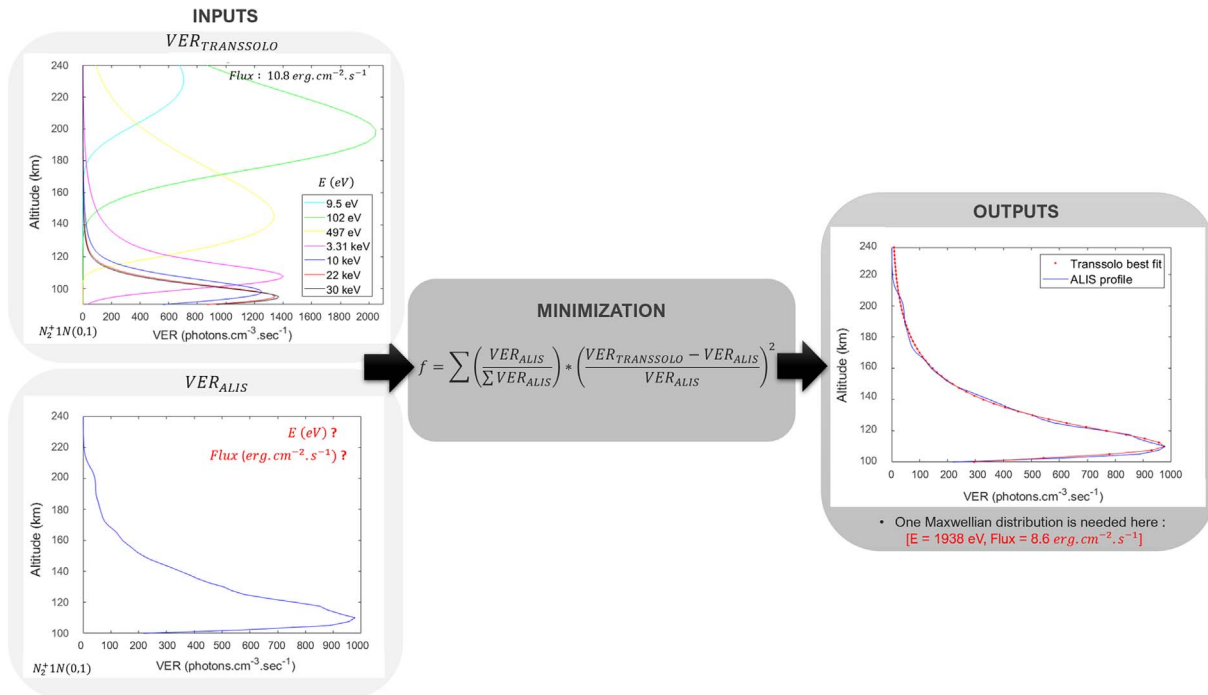 INPUTS
VER_TRANSSOLO
Flux : 10.8 erg.cm⁻².s⁻¹
240
220
200
180
160
140
120
100
Altitude (km)
E (eV)
9.5 eV
102 eV
497 eV
3.31 keV
10 keV
22 keV
30 keV
0 200 400 600 800 1000 1200 1400 1600 1800 2000
N₂⁺1N(0,1)
VER (photons.cm⁻³.sec⁻¹)
VER_ALIS
E (eV) ?
Flux (erg.cm⁻².s⁻¹) ?
240
220
200
180
160
140
120
100
Altitude (km)
0 100 200 300 400 500 600 700 800 900 1000
N₂⁺1N(0,1)
VER (photons.cm⁻³.sec⁻¹)
MINIMIZATION
f = ∑ (VER_ALIS / ∑ VER_ALIS) * ((VER_TRANSSOLO − VER_ALIS) / VER_ALIS)²
OUTPUTS
240
220
200
180
160
140
120
100
Altitude (km)
Transsolo best fit
ALIS profile
0 100 200 300 400 500 600 700 800 900 1000
VER (photons.cm⁻³.sec⁻¹)
• One Maxwellian distribution is needed here :
[E = 1938 eV, Flux = 8.6 erg.cm⁻².s⁻¹]